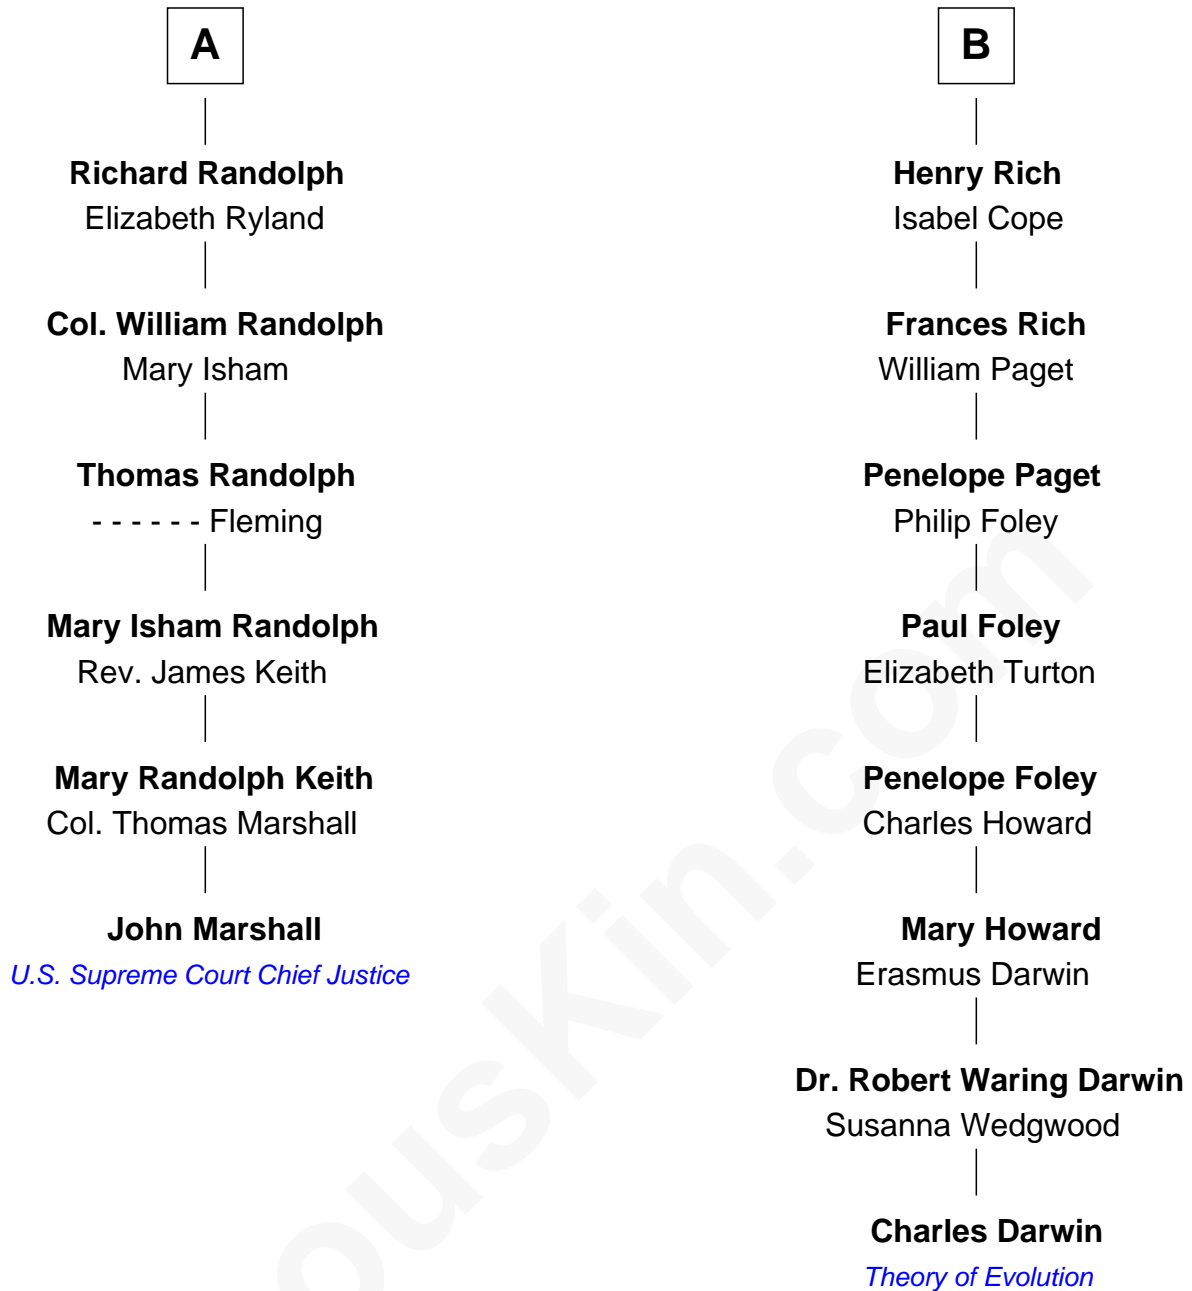 A
Richard Randolph
Elizabeth Ryland
Col. William Randolph
Mary Isham
Thomas Randolph
- - - - - - Fleming
Mary Isham Randolph
Rev. James Keith
Mary Randolph Keith
Col. Thomas Marshall
John Marshall
U.S. Supreme Court Chief Justice
B
Henry Rich
Isabel Cope
Frances Rich
William Paget
Penelope Paget
Philip Foley
Paul Foley
Elizabeth Turton
Penelope Foley
Charles Howard
Mary Howard
Erasmus Darwin
Dr. Robert Waring Darwin
Susanna Wedgwood
Charles Darwin
Theory of Evolution
ousKin.com